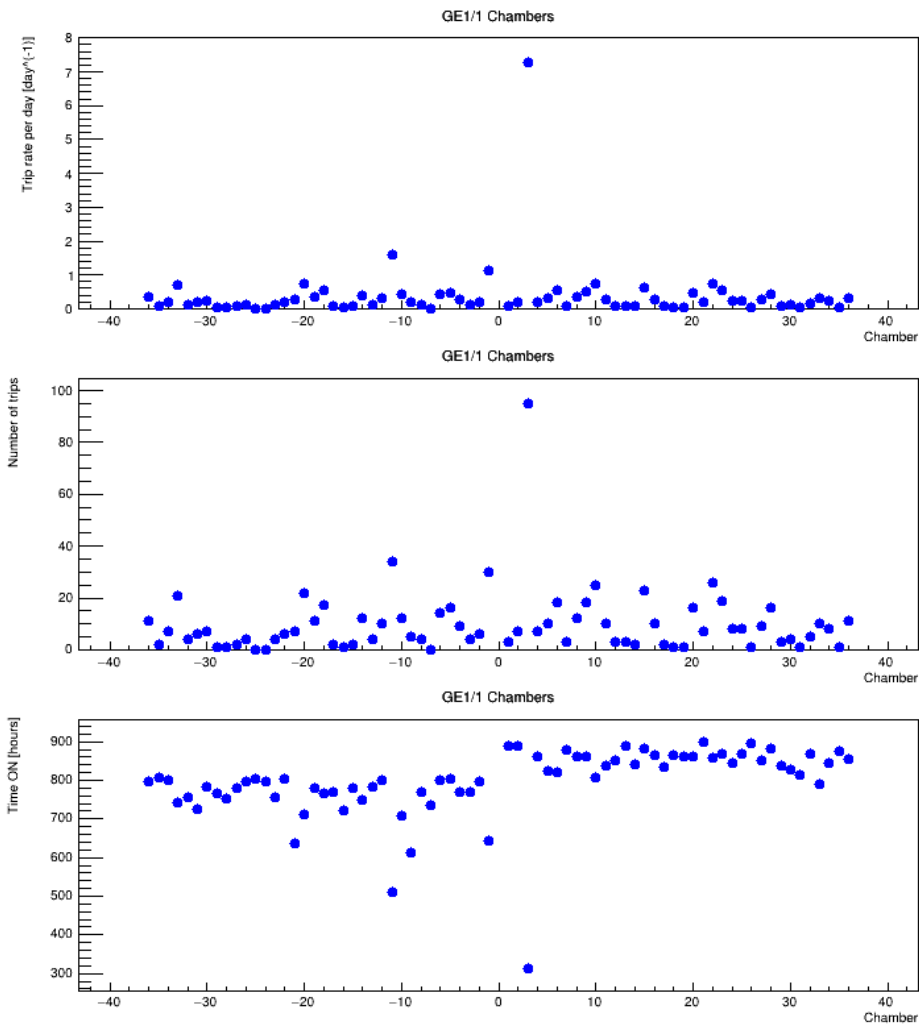 GE1/1 Chambers
Trip rate per day [day^{-1}]
8
7
6
5
4
3
2
1
0
−40 −30 −20 −10 0 10 20 30 40
Chamber
GE1/1 Chambers
Number of trips
100
80
60
40
20
0
−40 −30 −20 −10 0 10 20 30 40
Chamber
GE1/1 Chambers
Time ON [hours]
900
800
700
600
500
400
300
−40 −30 −20 −10 0 10 20 30 40
Chamber